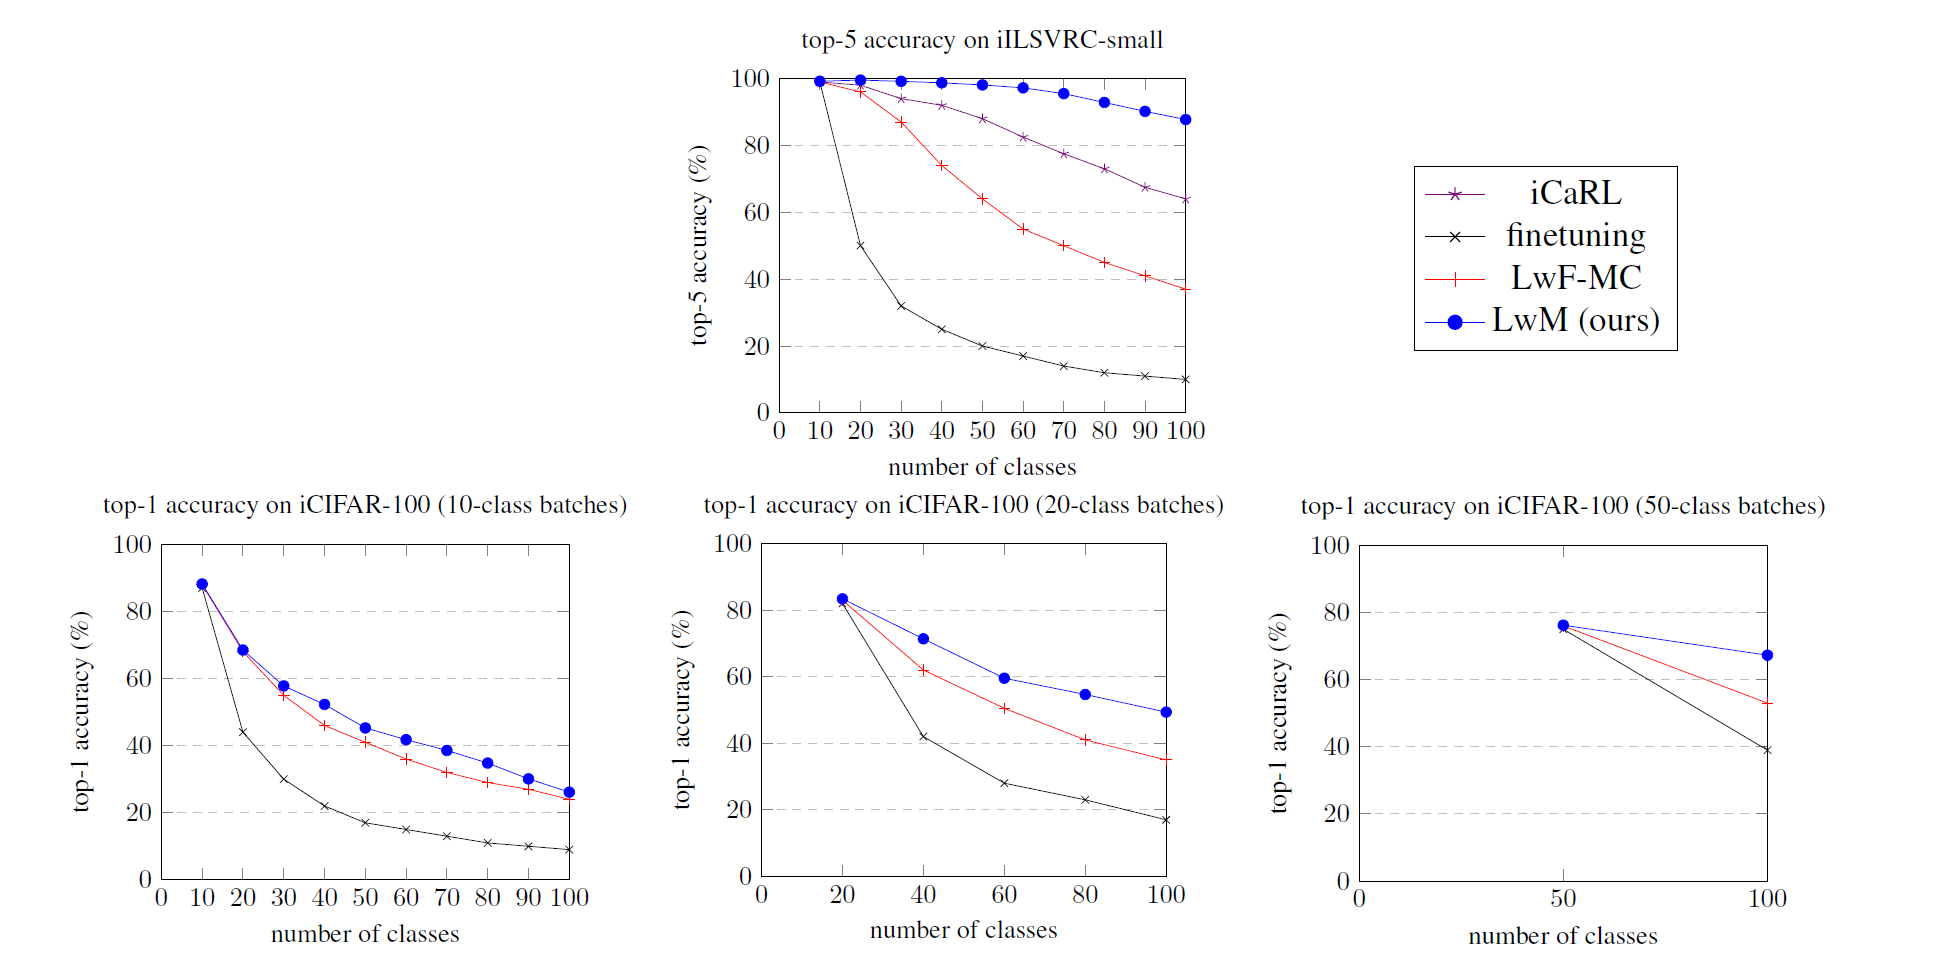 top-5 accuracy on iILSVRC-small
100
80
60
40
20
0
0 10 20 30 40 50 60 70 80 90 100
top-5 accuracy (%)
number of classes
iCaRL
finetuning
LwF-MC
LwM (ours)
top-1 accuracy on iCIFAR-100 (10-class batches)
100
80
60
40
20
0
0 10 20 30 40 50 60 70 80 90 100
top-1 accuracy (%)
number of classes
top-1 accuracy on iCIFAR-100 (20-class batches)
100
80
60
40
20
0
0 20 40 60 80 100
top-1 accuracy (%)
number of classes
top-1 accuracy on iCIFAR-100 (50-class batches)
100
80
60
40
20
0
0 50 100
top-1 accuracy (%)
number of classes